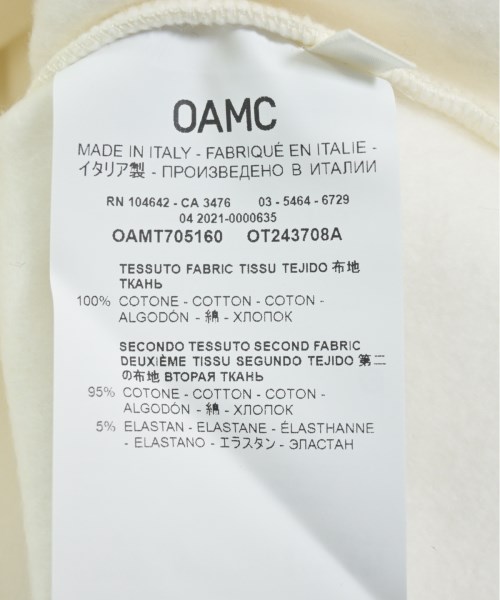 OAMC
MADE IN ITALY - FABRIQUÉ EN ITALIE -
イタリア製 - ПРОИЗВЕДЕНО В ИТАЛИИ
RN 104642 - CA 3476 03 - 5464 - 6729
04 2021-0000635
OAMT705160 OT243708A
TESSUTO FABRIC TISSU TEJIDO 布地
ТКАНЬ
100% COTONE - COTTON - COTON -
ALGODÓN - 綿 - ХЛОПОК
SECONDO TESSUTO SECOND FABRIC
DEUXIÈME TISSU SEGUNDO TEJIDO 第二
の布地 ВТОРАЯ ТКАНЬ
95% COTONE - COTTON - COTON -
ALGODÓN - 綿 - ХЛОПОК
5% ELASTAN - ELASTANE - ÉLASTHANNE
- ELASTANO - エラスタン - ЭЛАСТАН